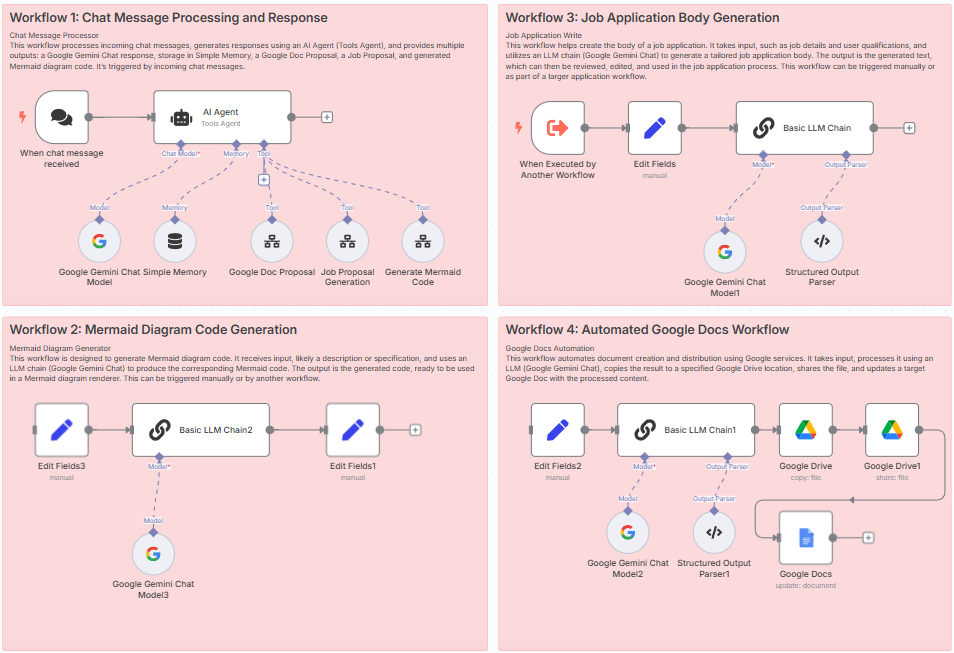 Workflow 1: Chat Message Processing and Response
Chat Message Processor
This workflow processes incoming chat messages, generates responses using an AI Agent (Tools Agent), and provides multiple
outputs: a Google Gemini Chat response, storage in Simple Memory, a Google Doc Proposal, a Job Proposal, and generated
Mermaid diagram code. It's triggered by incoming chat messages.
AI Agent
Tools Agent
When chat message
received
Chat Model*
Memory
Tool
Model
Memory
Tool
Tool
Tool
Google Gemini Chat
Model
Simple Memory
Google Doc Proposal
Job Proposal
Generation
Generate Mermaid
Code
Workflow 3: Job Application Body Generation
Job Application Write
This workflow helps create the body of a job application. It takes input, such as job details and user qualifications, and
utilizes an LLM chain (Google Gemini Chat) to generate a tailored job application body. The output is the generated text,
which can then be reviewed, edited, and used in the job application process. This workflow can be triggered manually or
as part of a larger application workflow.
Basic LLM Chain
When Executed by
Another Workflow
Edit Fields
manual
Model*
Output Parser
Model
Output Parser
Google Gemini Chat
Model1
Structured Output
Parser
Workflow 2: Mermaid Diagram Code Generation
Mermaid Diagram Generator
This workflow is designed to generate Mermaid diagram code. It receives input, likely a description or specification, and uses an
LLM chain (Google Gemini Chat) to produce the corresponding Mermaid code. The output is the generated code, ready to be used
in a Mermaid diagram renderer. This can be triggered manually or by another workflow.
Basic LLM Chain2
Edit Fields3
manual
Model*
Edit Fields1
manual
Model
Google Gemini Chat
Model3
Workflow 4: Automated Google Docs Workflow
Google Docs Automation
This workflow automates document creation and distribution using Google services. It takes input, processes it using an
LLM (Google Gemini Chat), copies the result to a specified Google Drive location, shares the file, and updates a target
Google Doc with the processed content.
Basic LLM Chain1
Edit Fields2
manual
Model*
Output Parser
Google Drive
copy: file
Google Drive1
share: file
Model
Output Parser
Google Gemini Chat
Model2
Structured Output
Parser1
Google Docs
update: document